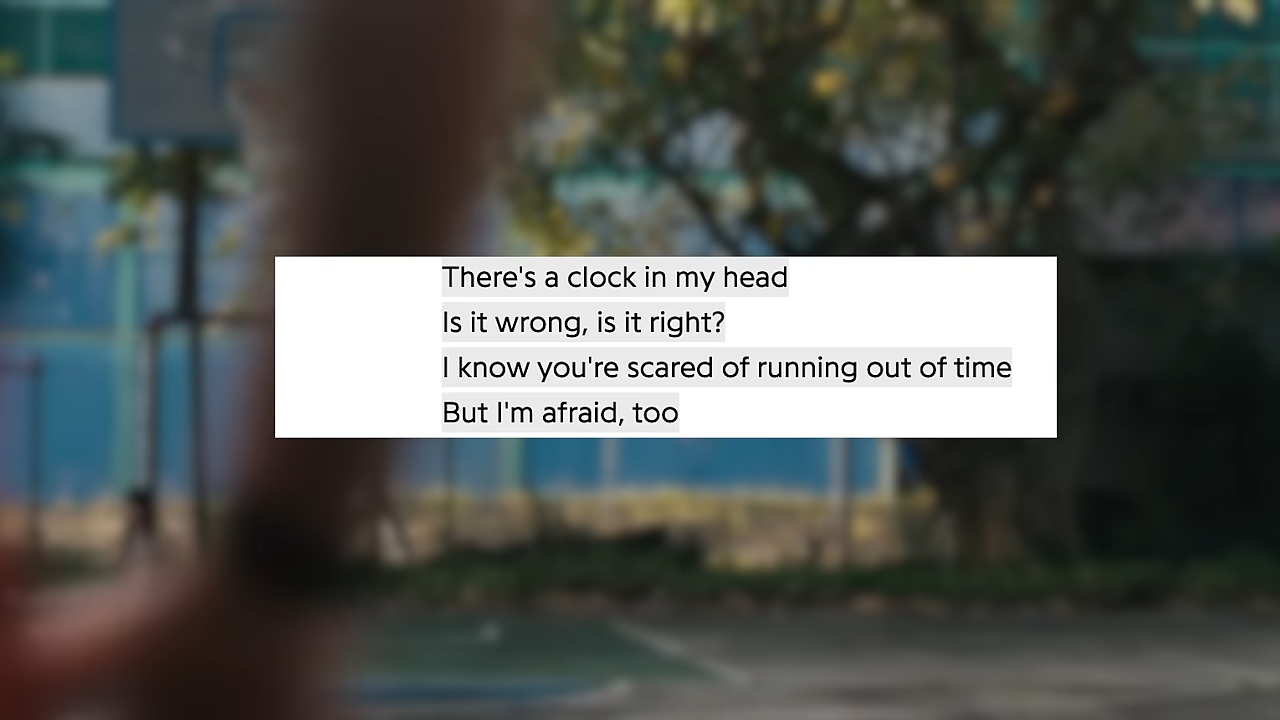 There's a clock in my head
Is it wrong, is it right?
I know you're scared of running out of time
But I'm afraid, too